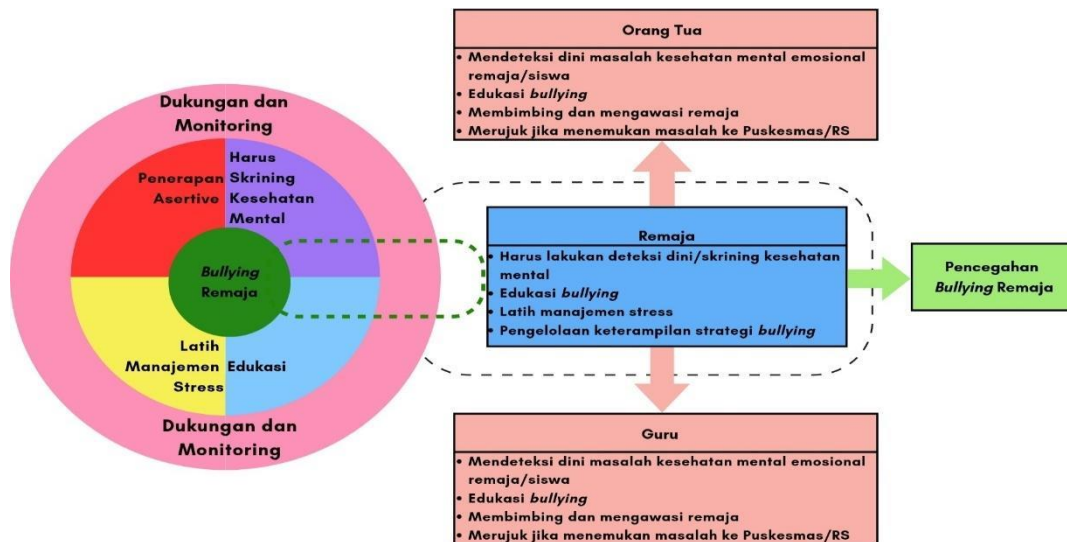 Dukungan dan
Monitoring
Penerapan
Asertive
Harus
Skrining
Kesehatan
Mental
Bullying
Remaja
Latih
Manajemen
Stress
Edukasi
Dukungan dan
Monitoring
Orang Tua
• Mendeteksi dini masalah kesehatan mental emosional
remaja/siswa
• Edukasi bullying
• Membimbing dan mengawasi remaja
• Merujuk jika menemukan masalah ke Puskesmas/RS
Remaja
• Harus lakukan deteksi dini/skrining kesehatan
mental
• Edukasi bullying
• Latih manajemen stress
• Pengelolaan keterampilan strategi bullying
Pencegahan
Bullying Remaja
Guru
• Mendeteksi dini masalah kesehatan mental emosional
remaja/siswa
• Edukasi bullying
• Membimbing dan mengawasi remaja
• Merujuk jika menemukan masalah ke Puskesmas/RS